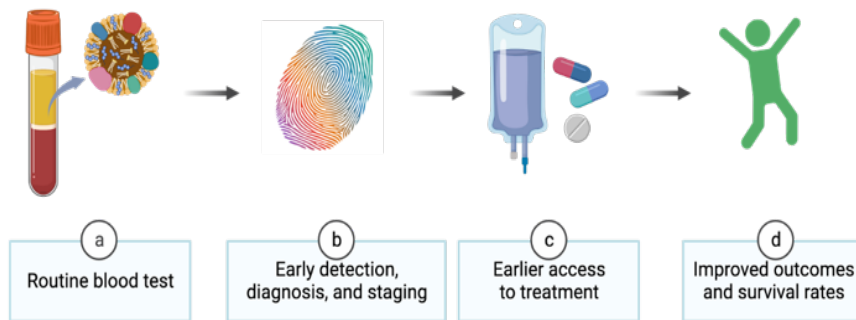 a
Routine blood test
b
Early detection,
diagnosis, and staging
c
Earlier access
to treatment
d
Improved outcomes
and survival rates